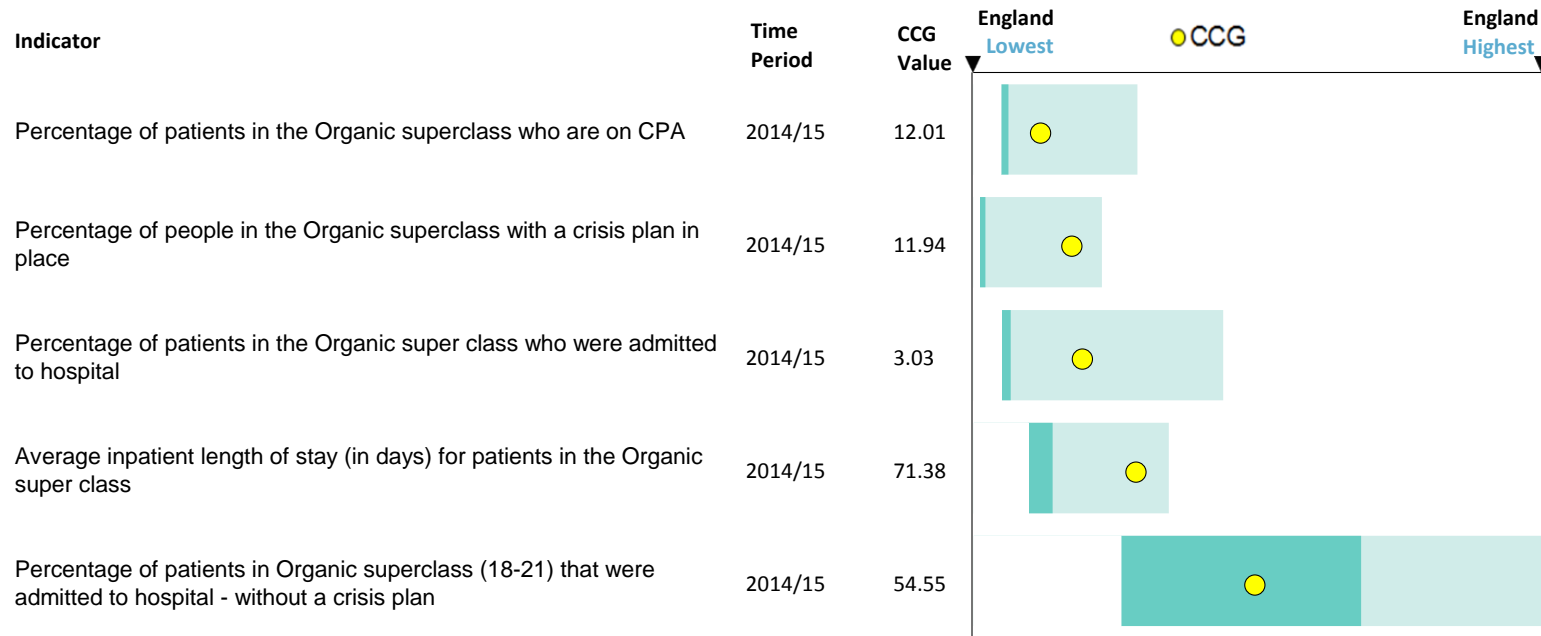 Indicator
Time
Period
CCG
Value
England
Lowest
CCG
England
Highest
Percentage of patients in the Organic superclass who are on CPA
2014/15
12.01
Percentage of people in the Organic superclass with a crisis plan in
place
2014/15
11.94
Percentage of patients in the Organic super class who were admitted
to hospital
2014/15
3.03
Average inpatient length of stay (in days) for patients in the Organic
super class
2014/15
71.38
Percentage of patients in Organic superclass (18-21) that were
admitted to hospital - without a crisis plan
2014/15
54.55